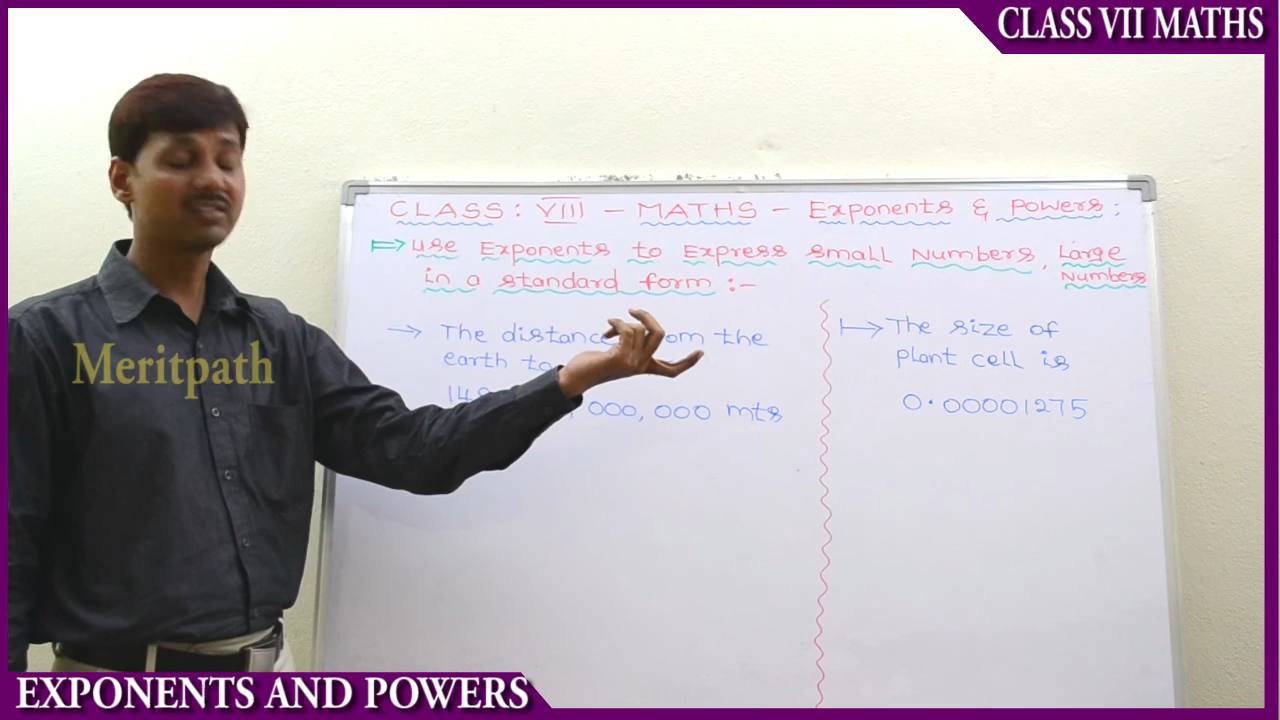 CLASS VII MATHS
CLASS: VIII - MATHS - Exponents & Powers:
use Exponents to Express small Numbers, Large
in a standard form :- Numbers
→ The distance from the
earth to
000, 000 mts
→ The size of
plant cell is
0.00001275
Meritpath
EXPONENTS AND POWERS